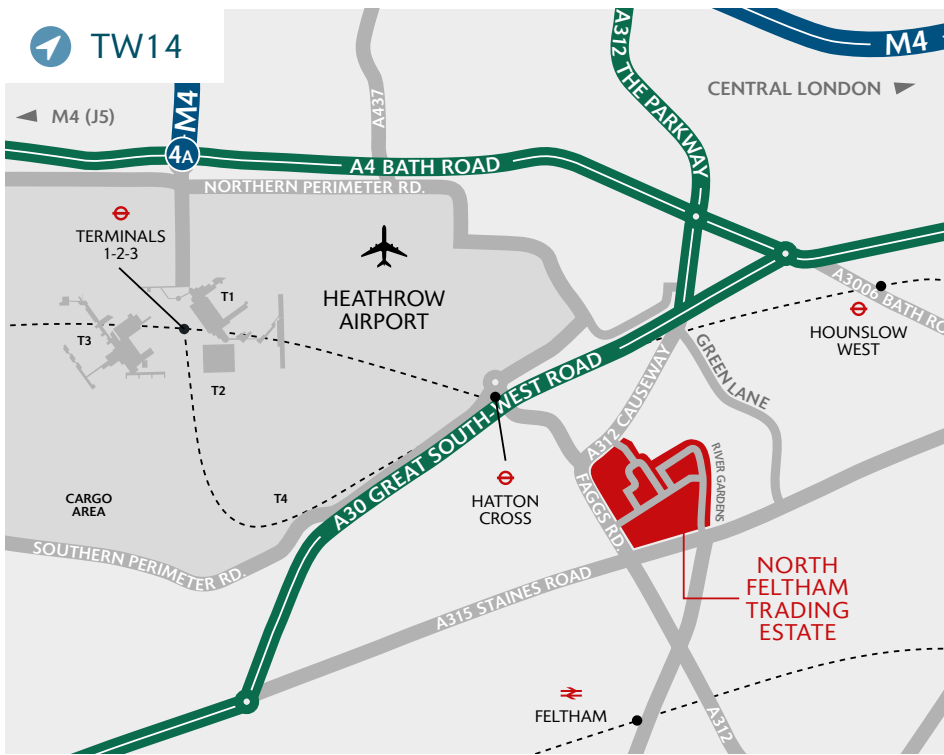 TW14
M4
M4
A312 THE PARKWAY
A437
CENTRAL LONDON
M4 (J5)
4A
A4 BATH ROAD
NORTHERN PERIMETER RD.
TERMINALS
1-2-3
HEATHROW
AIRPORT
T1
T3
T2
T4
A3006 BATH RO
HOUNSLOW
WEST
GREEN LANE
A30 GREAT SOUTH-WEST ROAD
A312 CAUSEWAY
FAGGS RD.
RIVER GARDENS
HATTON
CROSS
CARGO
AREA
SOUTHERN PERIMETER RD.
A315 STAINES ROAD
NORTH
FELTHAM
TRADING
ESTATE
FELTHAM
A312